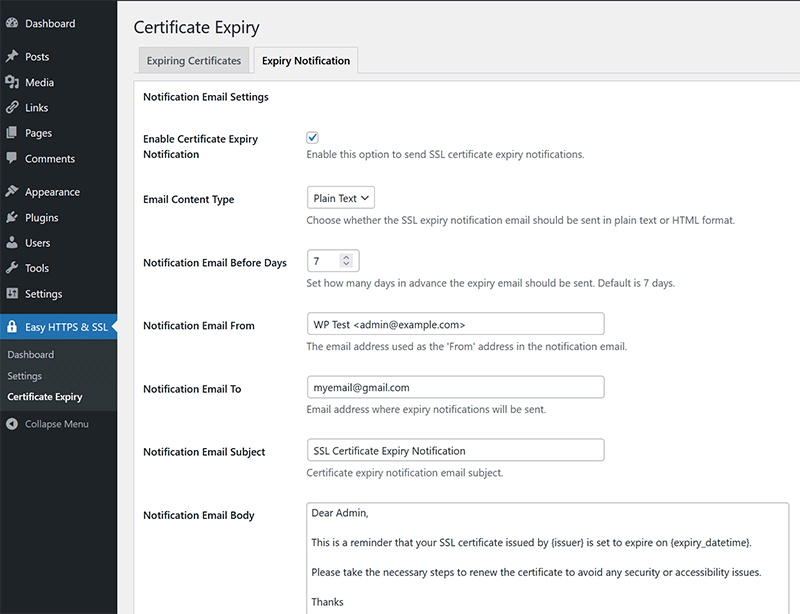 Dashboard
Posts
Media
Links
Pages
Comments
Appearance
Plugins
Users
Tools
Settings
Easy HTTPS & SSL
Dashboard
Settings
Certificate Expiry
Collapse Menu
Certificate Expiry
Expiring Certificates
Expiry Notification
Notification Email Settings
Enable Certificate Expiry
Notification
Enable this option to send SSL certificate expiry notifications.
Email Content Type
Plain Text
Choose whether the SSL expiry notification email should be sent in plain text or HTML format.
Notification Email Before Days
7
Set how many days in advance the expiry email should be sent. Default is 7 days.
Notification Email From
WP Test <admin@example.com>
The email address used as the 'From' address in the notification email.
Notification Email To
myemail@gmail.com
Email address where expiry notifications will be sent.
Notification Email Subject
SSL Certificate Expiry Notification
Certificate expiry notification email subject.
Notification Email Body
Dear Admin,
This is a reminder that your SSL certificate issued by {issuer} is set to expire on {expiry_datetime}.
Please take the necessary steps to renew the certificate to avoid any security or accessibility issues.
Thanks